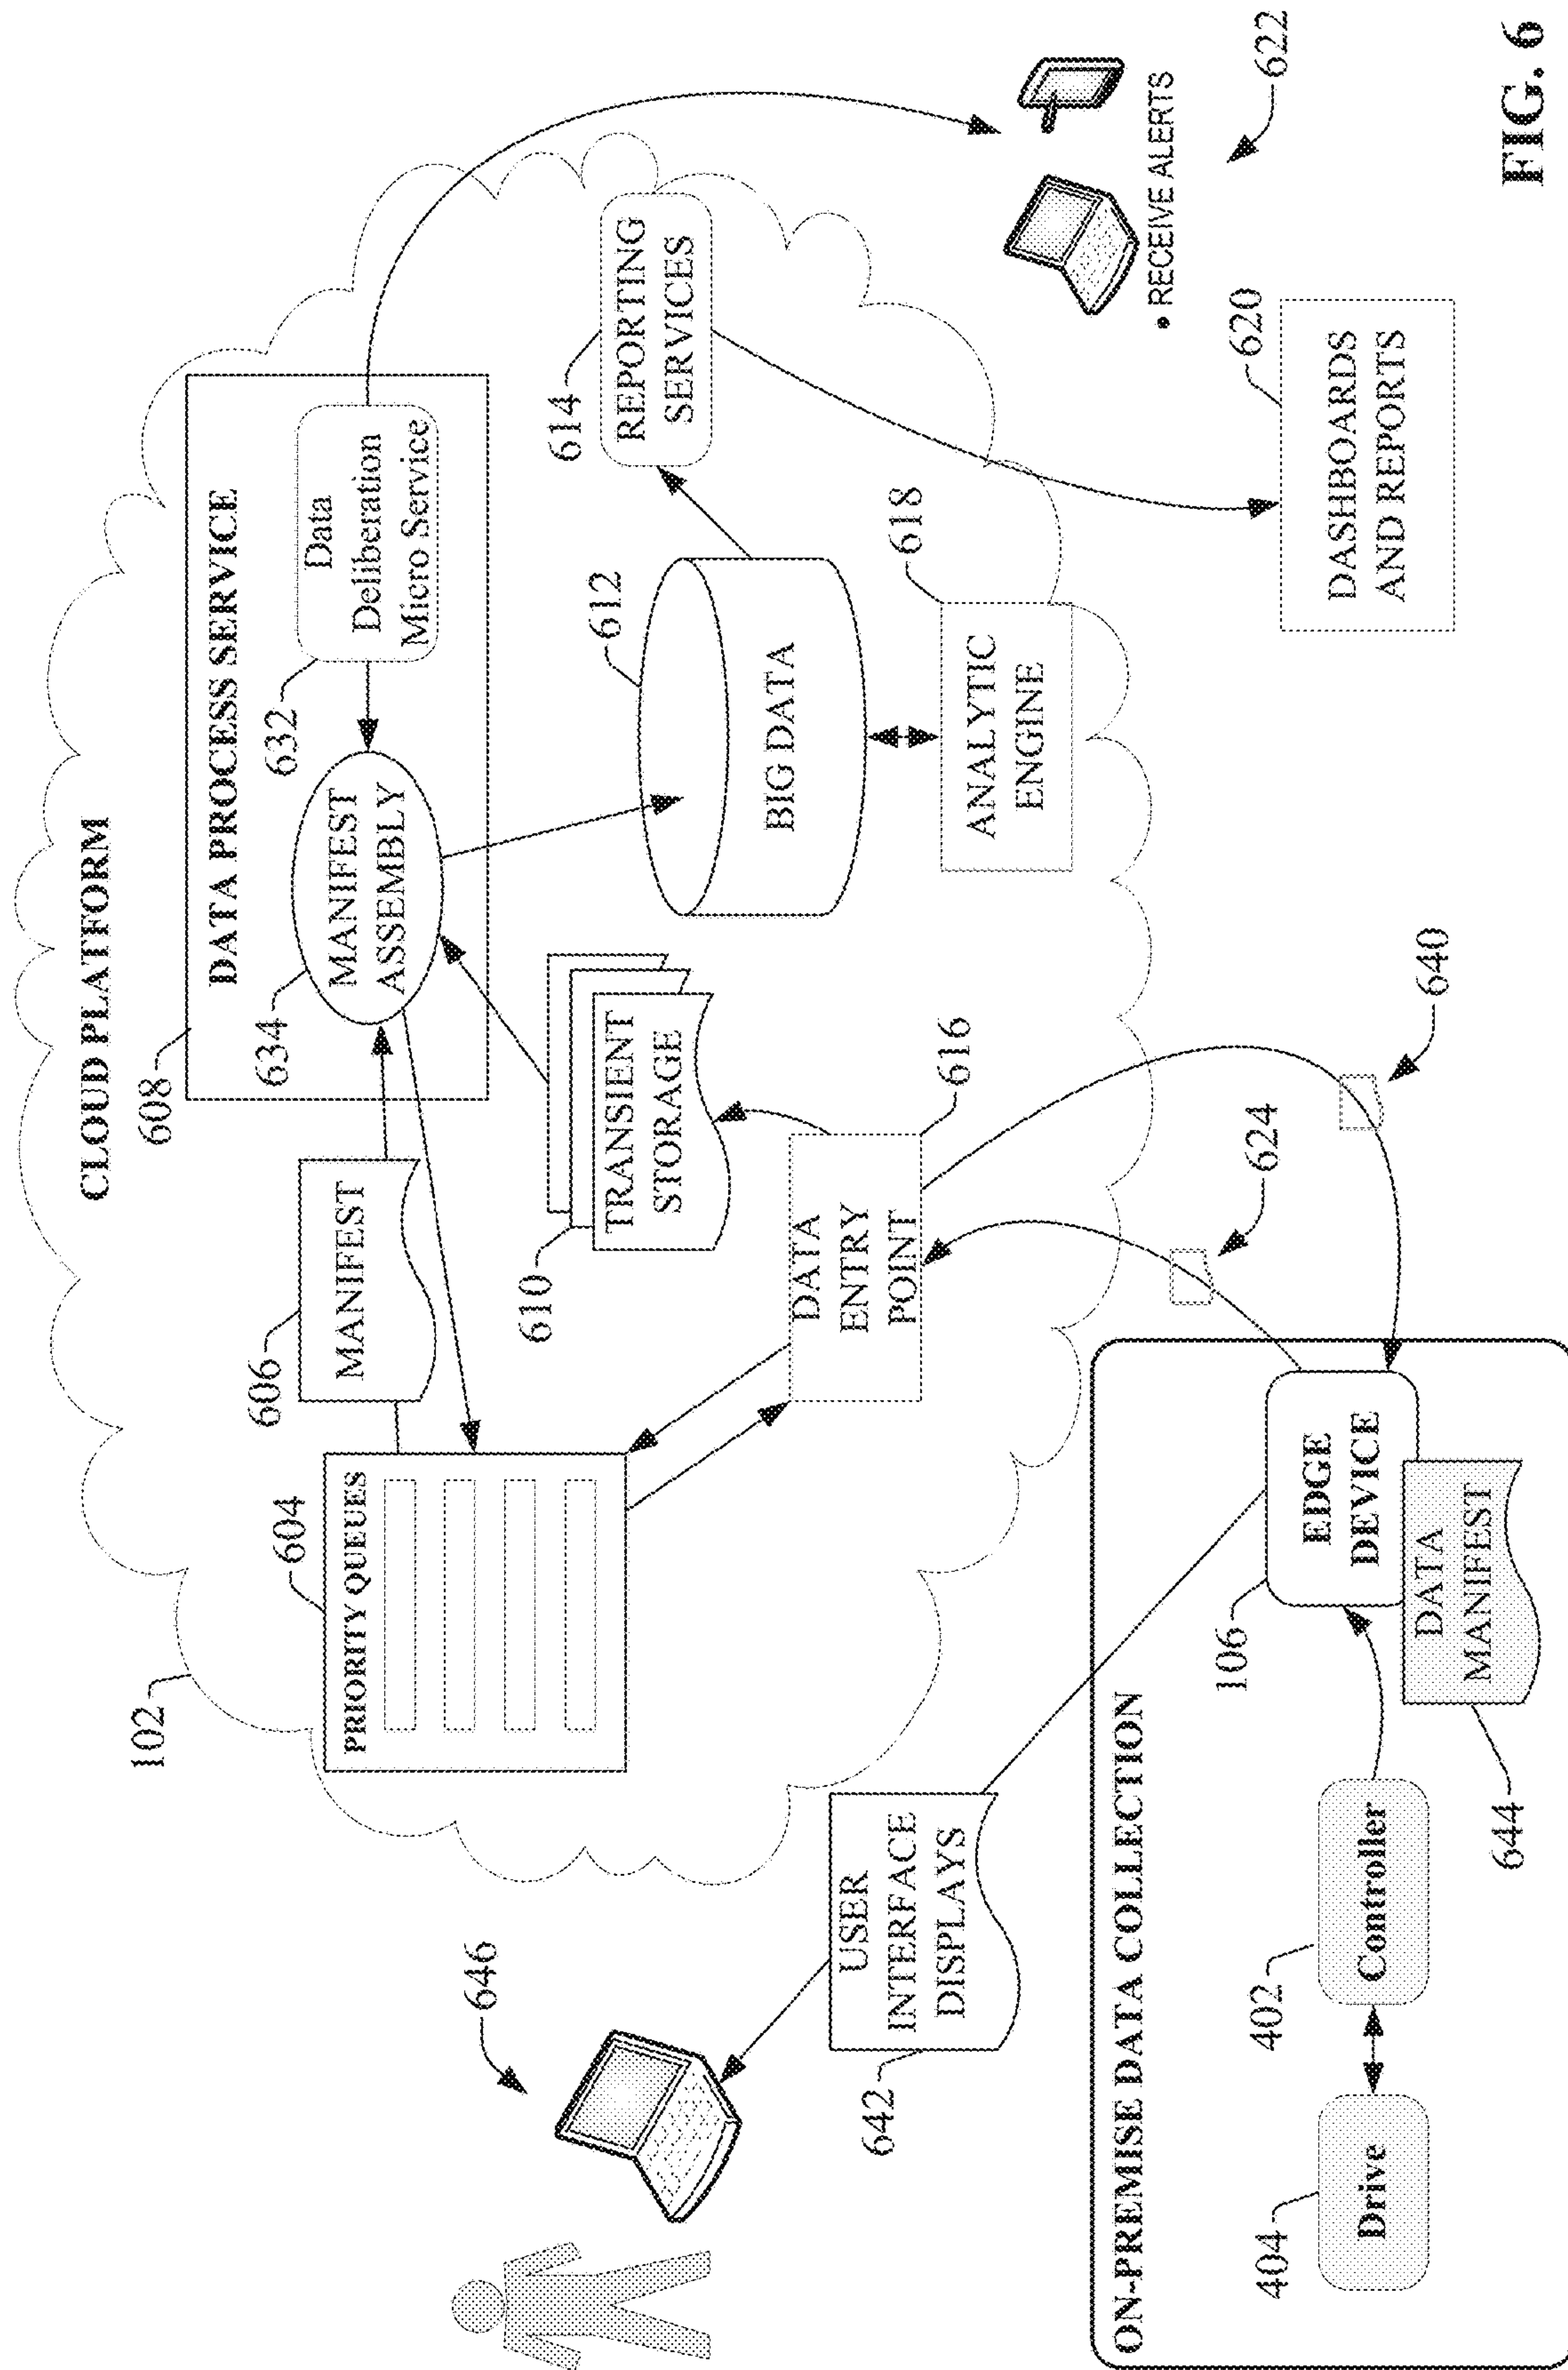 CLOUD PLATFORM
102
604
PRIORITY QUEUES
606
MANIFEST
608
DATA PROCESS SERVICE
634
MANIFEST
ASSEMBLY
632
Data
Deliberation
Micro Service
610
TRANSIENT
STORAGE
612
BIG DATA
614
REPORTING
SERVICES
DATA
ENTRY
POINT
616
618
ANALYTIC
ENGINE
646
642
USER
INTERFACE
DISPLAYS
624
640
620
DASHBOARDS
AND REPORTS
• RECEIVE ALERTS
622
ON-PREMISE DATA COLLECTION
404
Drive
402
Controller
106
EDGE
DEVICE
DATA
MANIFEST
644
FIG. 6